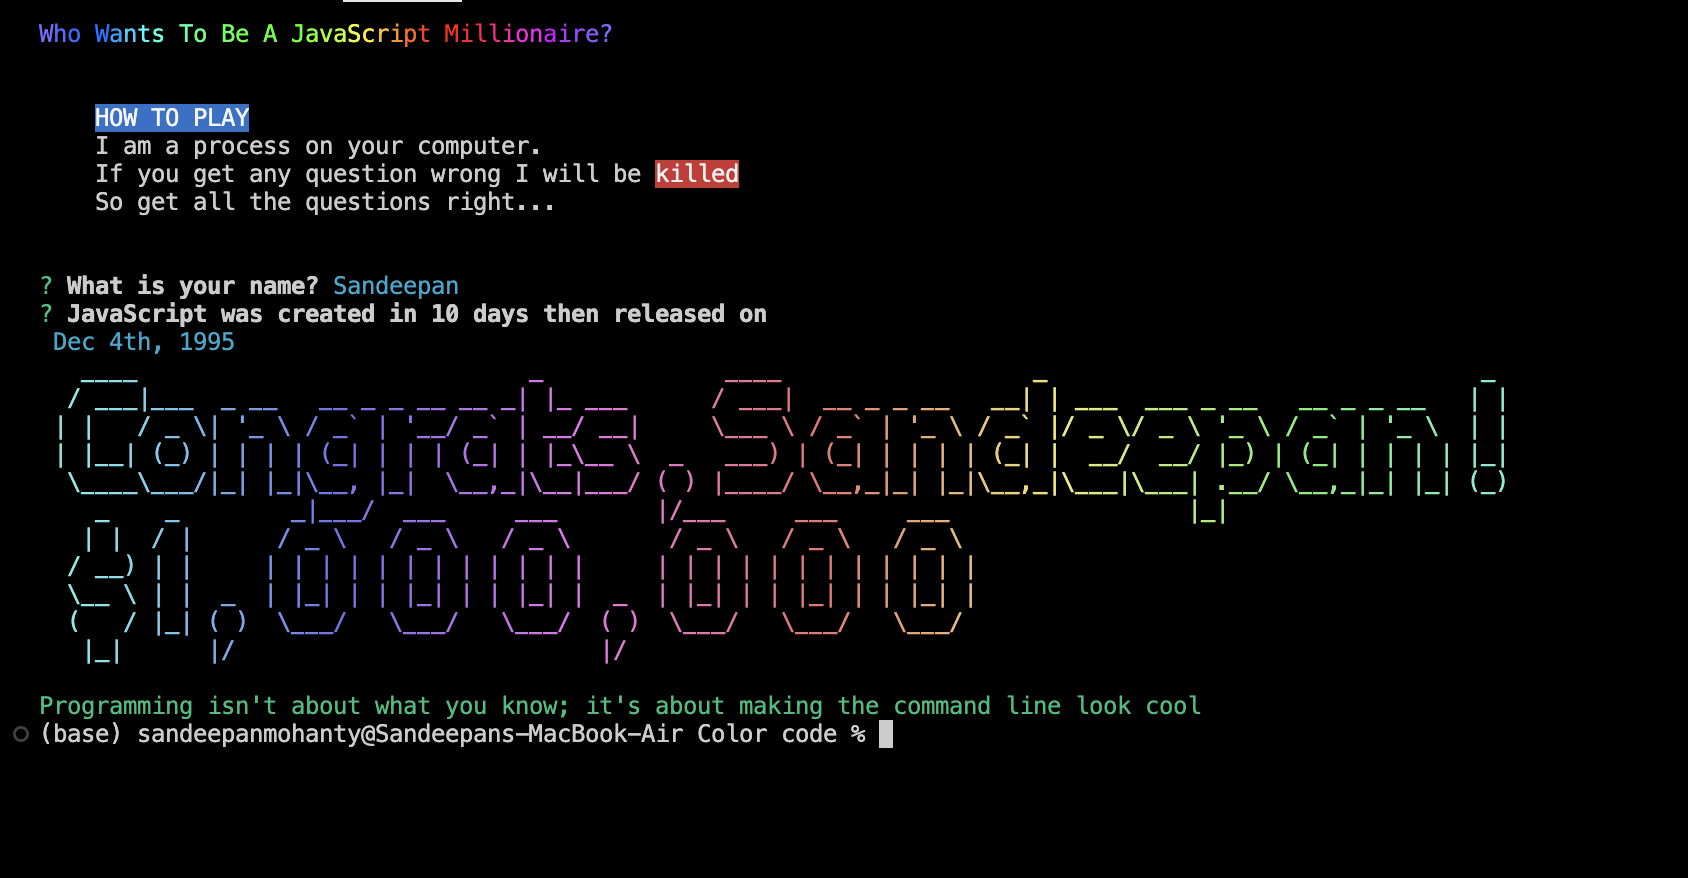 Who Wants To Be A JavaScript Millionaire?
HOW TO PLAY
I am a process on your computer.
If you get any question wrong I will be killed
So get all the questions right...
? What is your name? Sandeepan
? JavaScript was created in 10 days then released on
Dec 4th, 1995
Congrats, Sandeepan!
$1,000,000
Programming isn't about what you know; it's about making the command line look cool
(base) sandeepanmohanty@Sandeepans-MacBook-Air Color code %